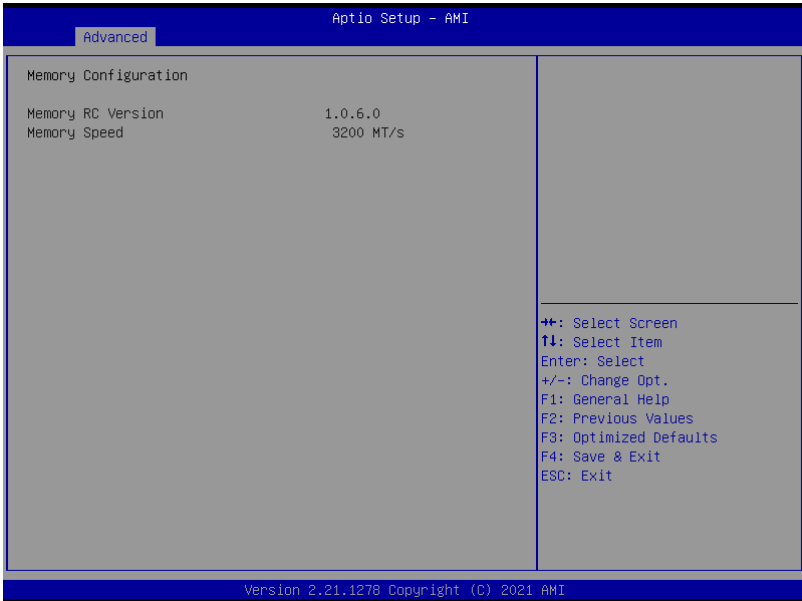 Aptio Setup – AMI
Advanced
Memory Configuration
Memory RC Version 1.0.6.0
Memory Speed 3200 MT/s
→←: Select Screen
↑↓: Select Item
Enter: Select
+/-: Change Opt.
F1: General Help
F2: Previous Values
F3: Optimized Defaults
F4: Save & Exit
ESC: Exit
Version 2.21.1278 Copyright (C) 2021 AMI